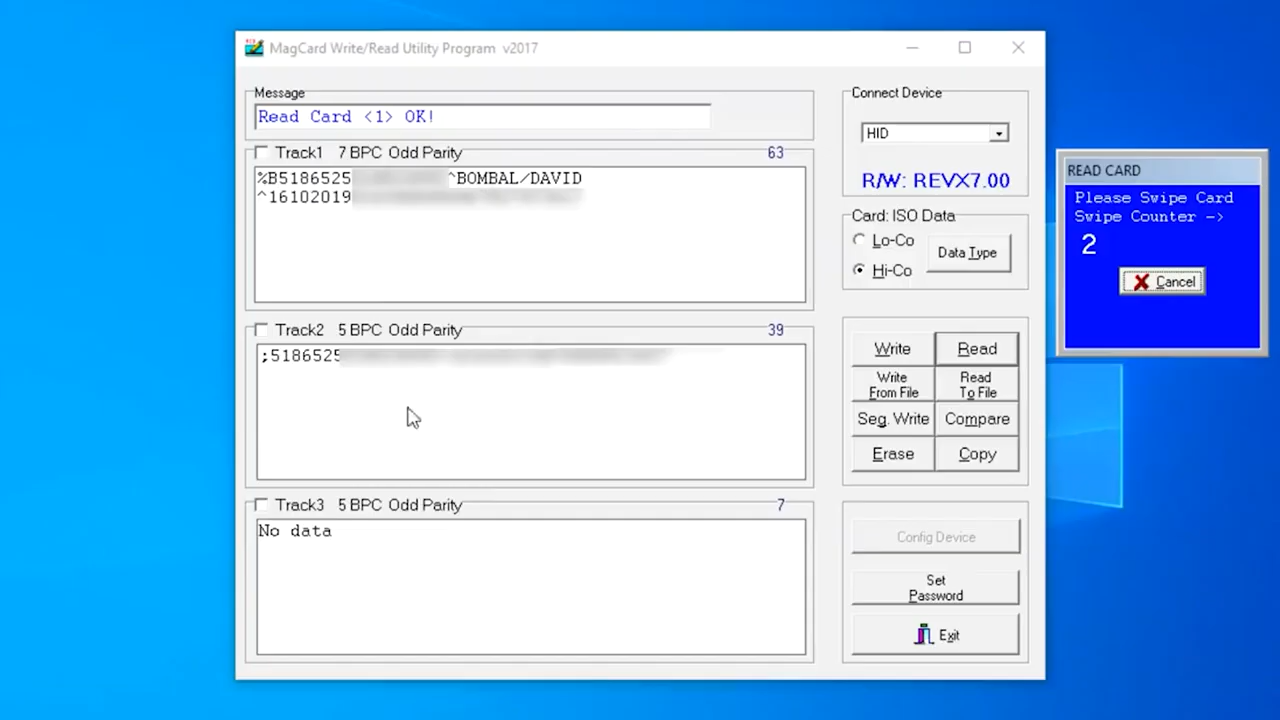 MagCard Write/Read Utility Program v2017
Message
Read Card <1> OK!
Track1 7 BPC Odd Parity 63
%B5186525 ^BOMBAL/DAVID
^16102019
Track2 5 BPC Odd Parity 39
;5186525
Track3 5 BPC Odd Parity 7
No data
Connect Device
HID
R/W: REVX7.00
Card: ISO Data
Lo-Co
Hi-Co
Data Type
Write
Read
Write
From File
Read
To File
Seg. Write
Compare
Erase
Copy
Config Device
Set
Password
Exit
READ CARD
Please Swipe Card
Swipe Counter ->
2
Cancel